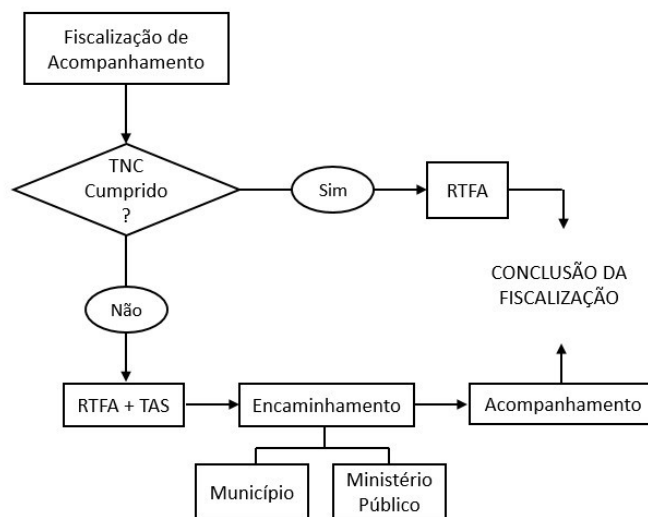 Fiscalização de
Acompanhamento
TNC
Cumprido
?
Sim
RTFA
CONCLUSÃO DA
FISCALIZAÇÃO
Não
RTFA + TAS
Encaminhamento
Acompanhamento
Município
Ministério
Público